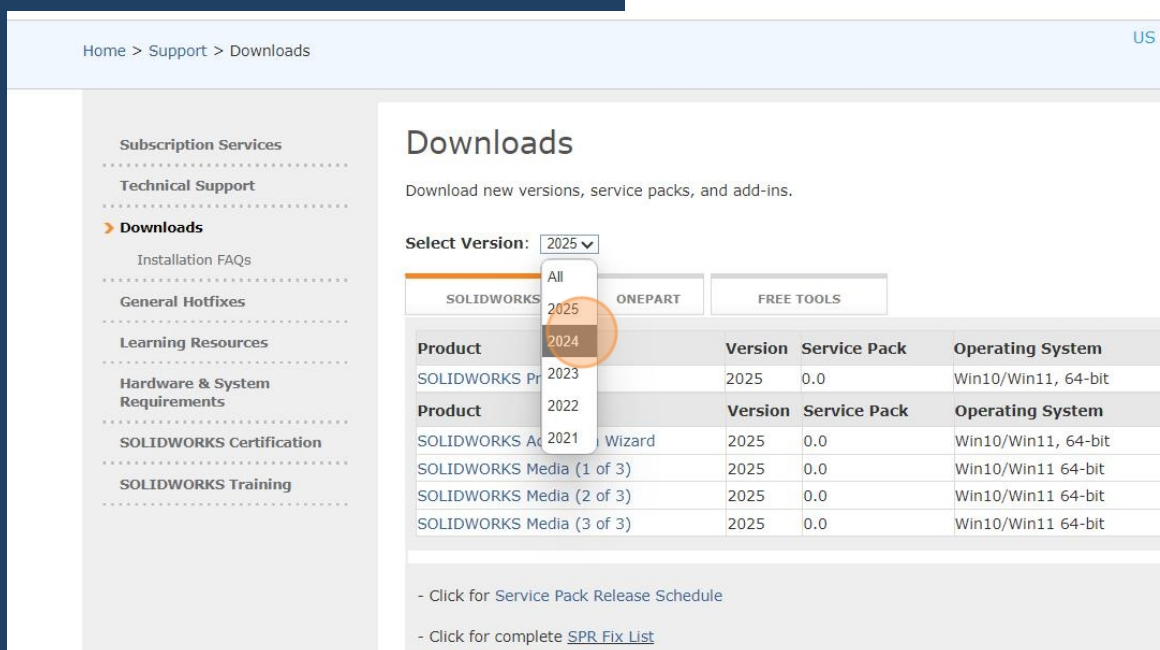 Home > Support > Downloads
US
Subscription Services
Technical Support
Downloads
Installation FAQs
General Hotfixes
Learning Resources
Hardware & System
Requirements
SOLIDWORKS Certification
SOLIDWORKS Training
Downloads
Download new versions, service packs, and add-ins.
Select Version: 2025
All
2025
2024
2023
2022
2021
SOLIDWORKS ONEPART FREE TOOLS
Product Version Service Pack Operating System
SOLIDWORKS 2025 0.0 Win10/Win11, 64-bit
Product Version Service Pack Operating System
SOLIDWORKS Wizard 2025 0.0 Win10/Win11, 64-bit
SOLIDWORKS Media (1 of 3) 2025 0.0 Win10/Win11 64-bit
SOLIDWORKS Media (2 of 3) 2025 0.0 Win10/Win11 64-bit
SOLIDWORKS Media (3 of 3) 2025 0.0 Win10/Win11 64-bit
- Click for Service Pack Release Schedule
- Click for complete SPR Fix List